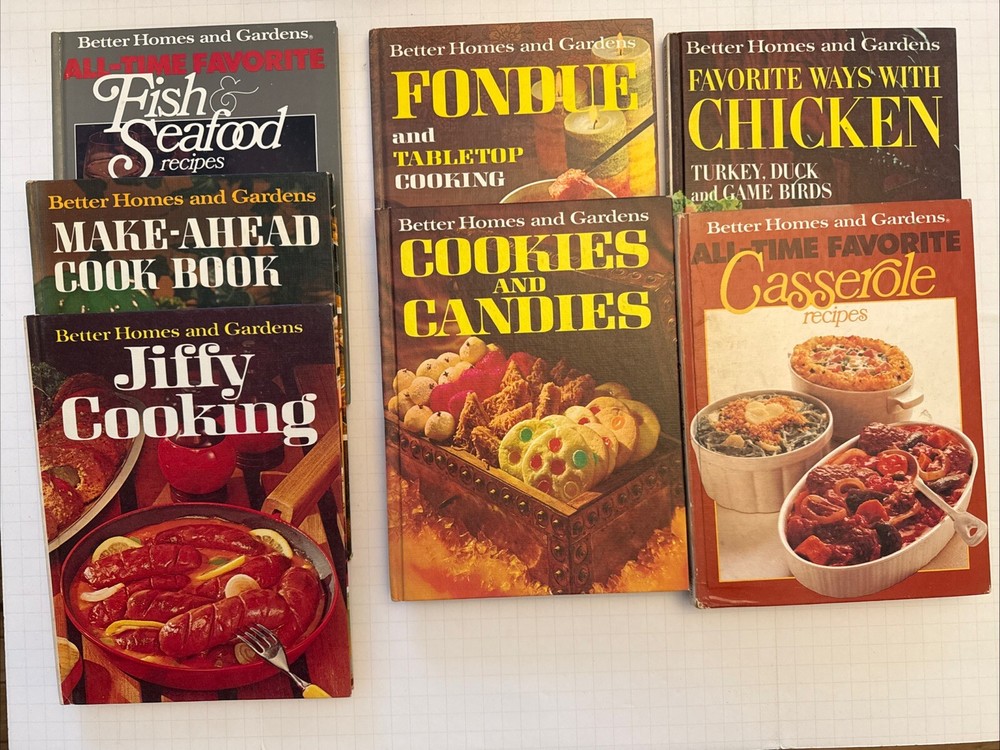 Better Homes and Gardens®
ALL-TIME FAVORITE
Fish &
Seafood
recipes
Better Homes and Gardens
MAKE-AHEAD
COOK BOOK
Better Homes and Gardens
Jiffy
Cooking
Better Homes and Gardens
FONDUE
and
TABLETOP
COOKING
Better Homes and Gardens
COOKIES
AND
CANDIES
Better Homes and Gardens
FAVORITE WAYS WITH
CHICKEN
TURKEY, DUCK
and GAME BIRDS
Better Homes and Gardens®
ALL-TIME FAVORITE
Casserole
recipes